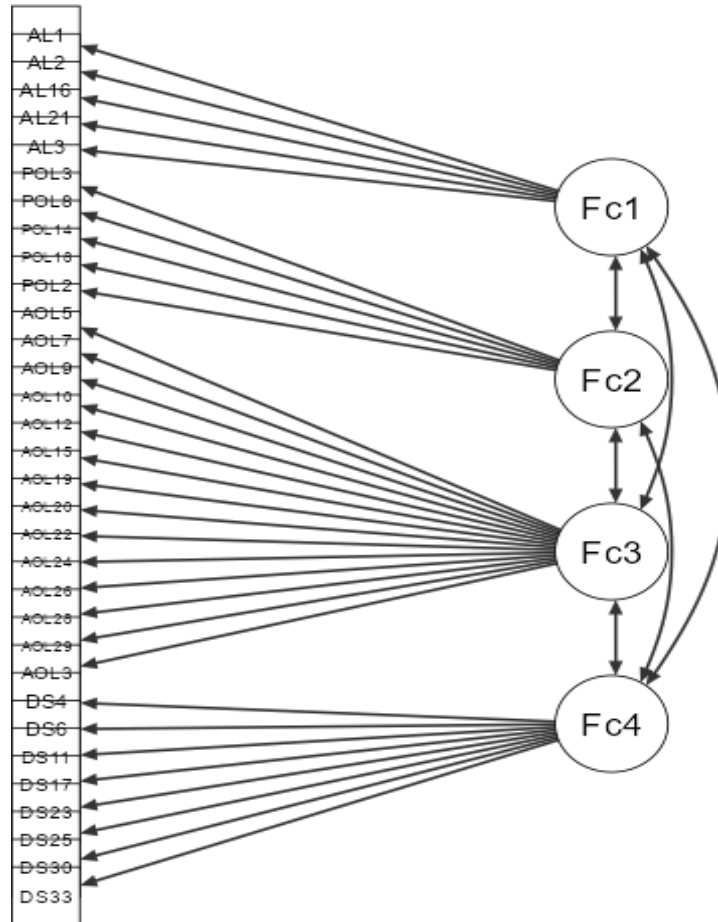 AL1
AL2
AL16
AL21
AL3
POL3
POL8
POL14
POL18
POL2
AOL5
AOL7
AOL9
AOL10
AOL12
AOL15
AOL19
AOL20
AOL22
AOL24
AOL26
AOL28
AOL29
AOL3
DS4
DS6
DS11
DS17
DS23
DS25
DS30
DS33
Fc1
Fc2
Fc3
Fc4